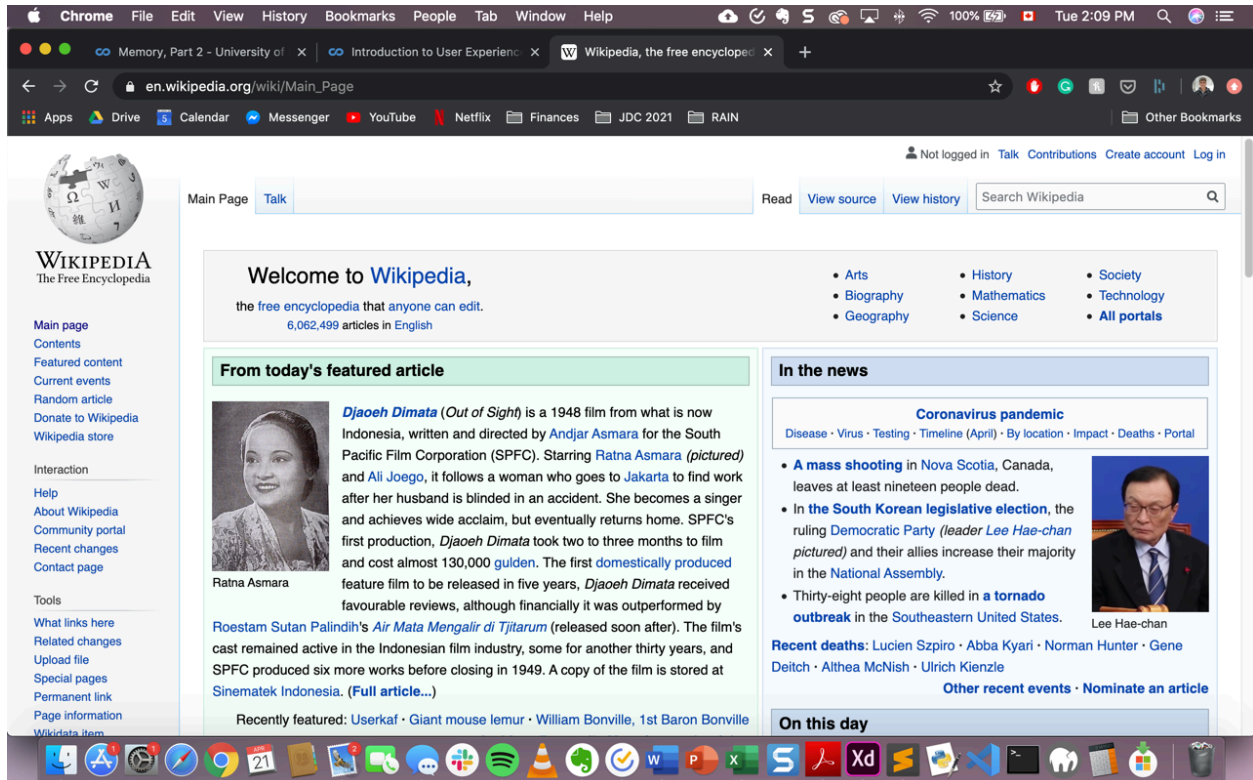 Chrome File Edit View History Bookmarks People Tab Window Help 100% Tue 2:09 PM
Memory, Part 2 - University of Introduction to User Experienc Wikipedia, the free encycloped
en.wikipedia.org/wiki/Main_Page
Apps Drive Calendar Messenger YouTube Netflix Finances JDC 2021 RAIN Other Bookmarks
Not logged in Talk Contributions Create account Log in
Main Page Talk Read View source View history Search Wikipedia
WIKIPEDIA
The Free Encyclopedia
Main page
Contents
Featured content
Current events
Random article
Donate to Wikipedia
Wikipedia store
Interaction
Help
About Wikipedia
Community portal
Recent changes
Contact page
Tools
What links here
Related changes
Upload file
Special pages
Permanent link
Page information
Wikidata item
Welcome to Wikipedia,
the free encyclopedia that anyone can edit.
6,062,499 articles in English
• Arts • History • Society
• Biography • Mathematics • Technology
• Geography • Science • All portals
From today's featured article
Ratna Asmara
Djaoeh Dimata (Out of Sight) is a 1948 film from what is now
Indonesia, written and directed by Andjar Asmara for the South
Pacific Film Corporation (SPFC). Starring Ratna Asmara (pictured)
and Ali Joego, it follows a woman who goes to Jakarta to find work
after her husband is blinded in an accident. She becomes a singer
and achieves wide acclaim, but eventually returns home. SPFC's
first production, Djaoeh Dimata took two to three months to film
and cost almost 130,000 gulden. The first domestically produced
feature film to be released in five years, Djaoeh Dimata received
favourable reviews, although financially it was outperformed by
Roestam Sutan Palindih's Air Mata Mengalir di Tjitarum (released soon after). The film's
cast remained active in the Indonesian film industry, some for another thirty years, and
SPFC produced six more works before closing in 1949. A copy of the film is stored at
Sinematek Indonesia. (Full article...)
Recently featured: Userkaf · Giant mouse lemur · William Bonville, 1st Baron Bonville
In the news
Coronavirus pandemic
Disease · Virus · Testing · Timeline (April) · By location · Impact · Deaths · Portal
• A mass shooting in Nova Scotia, Canada,
leaves at least nineteen people dead.
• In the South Korean legislative election, the
ruling Democratic Party (leader Lee Hae-chan
pictured) and their allies increase their majority
in the National Assembly.
• Thirty-eight people are killed in a tornado
outbreak in the Southeastern United States.
Lee Hae-chan
Recent deaths: Lucien Szpiro · Abba Kyari · Norman Hunter · Gene
Deitch · Althea McNish · Ulrich Kienzle
Other recent events · Nominate an article
On this day
APR
21